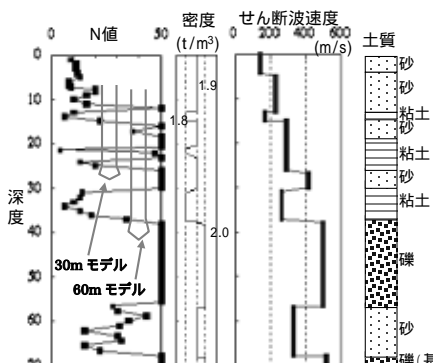 N値
密度
(t/m³)
せん断波速度
0 200 400 600
(m/s)
土質
0
10
20
30
40
50
60
深度
0
50
1.9
1.8
2.0
30m モデル
60m モデル
砂
砂
粘土
砂
粘土
砂
粘土
礫
砂
礫(基